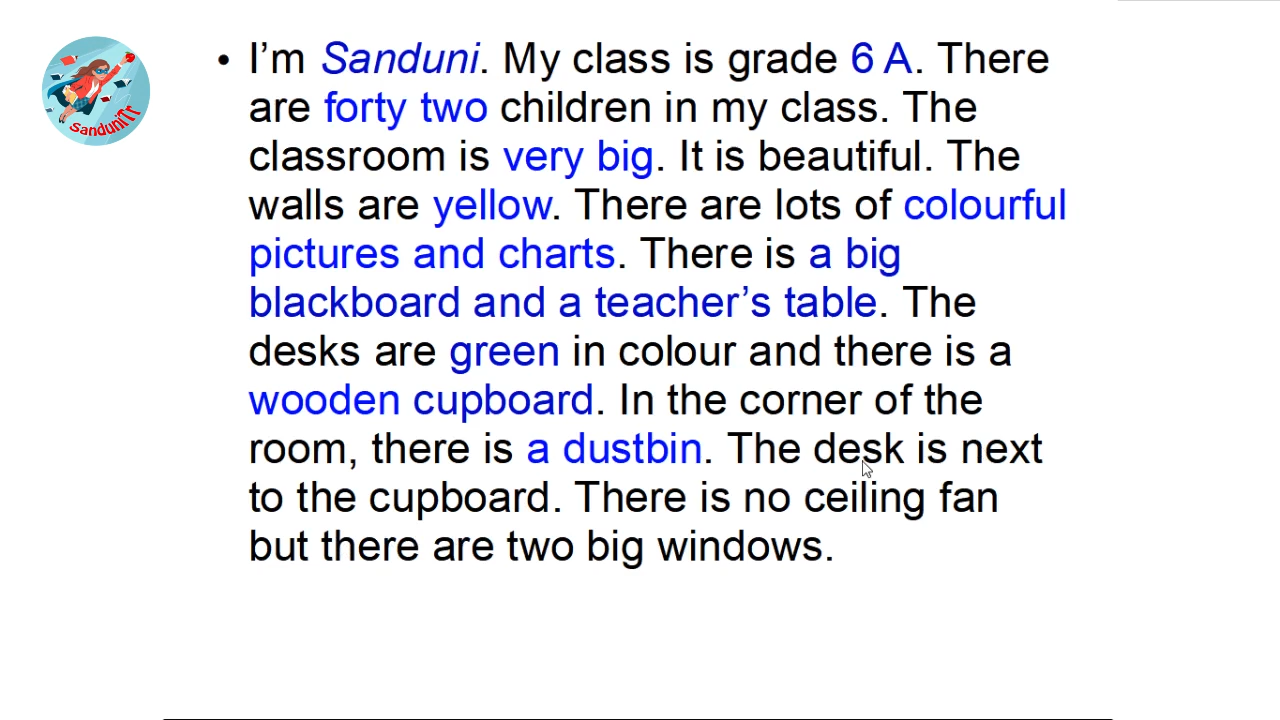 • I’m Sanduni. My class is grade 6 A. There
are forty two children in my class. The
classroom is very big. It is beautiful. The
walls are yellow. There are lots of colourful
pictures and charts. There is a big
blackboard and a teacher’s table. The
desks are green in colour and there is a
wooden cupboard. In the corner of the
room, there is a dustbin. The desk is next
to the cupboard. There is no ceiling fan
but there are two big windows.
SanduniTr